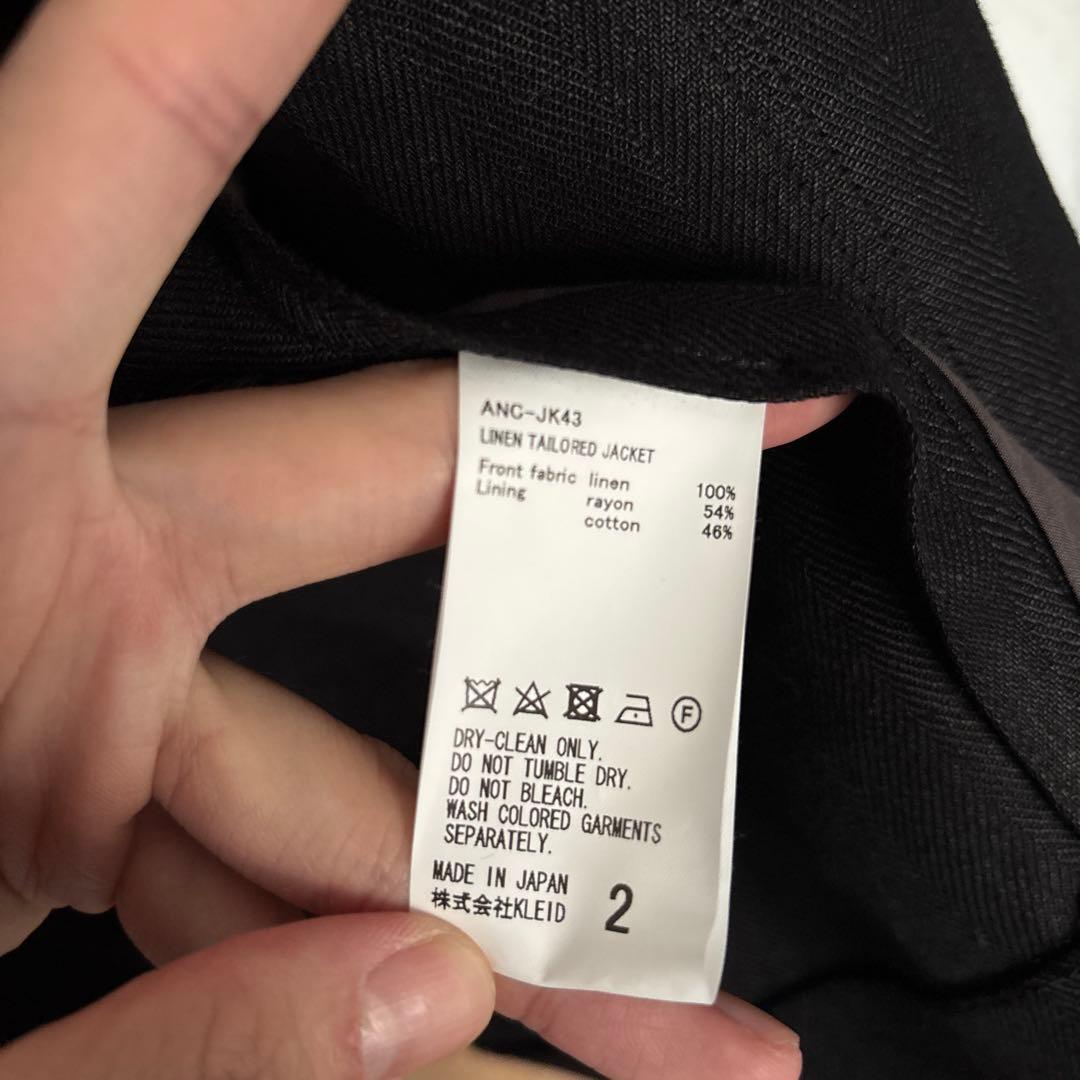 ANC-JK43
LINEN TAILORED JACKET
Front fabric linen 100%
Lining rayon 54%
cotton 46%
F
DRY-CLEAN ONLY.
DO NOT TUMBLE DRY.
DO NOT BLEACH.
WASH COLORED GARMENTS
SEPARATELY.
MADE IN JAPAN
株式会社KLEID 2